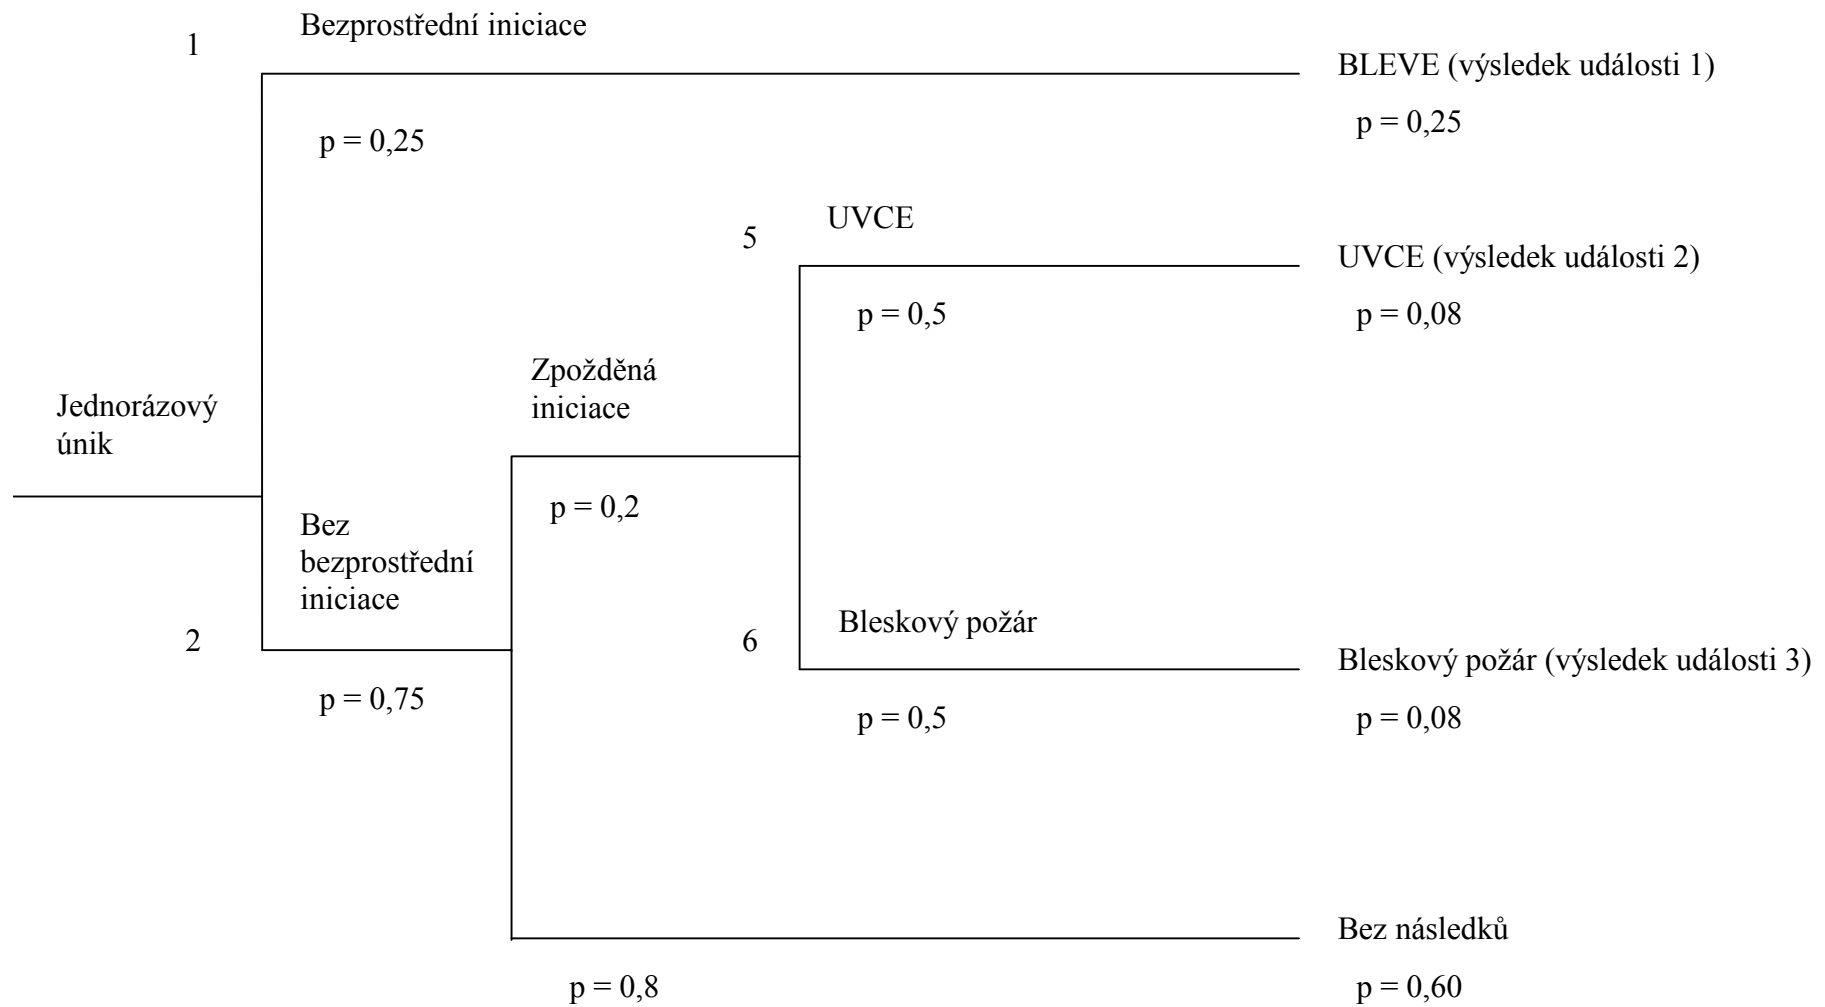 Bezprostřední iniciace
1
BLEVE (výsledek události 1)
p = 0,25
p = 0,25
UVCE
5
UVCE (výsledek události 2)
p = 0,5
p = 0,08
Zpožděná
iniciace
Jednorázový
únik
p = 0,2
Bez
bezprostřední
iniciace
2
6
Bleskový požár
Bleskový požár (výsledek události 3)
p = 0,75
p = 0,5
p = 0,08
Bez následků
p = 0,8
p = 0,60